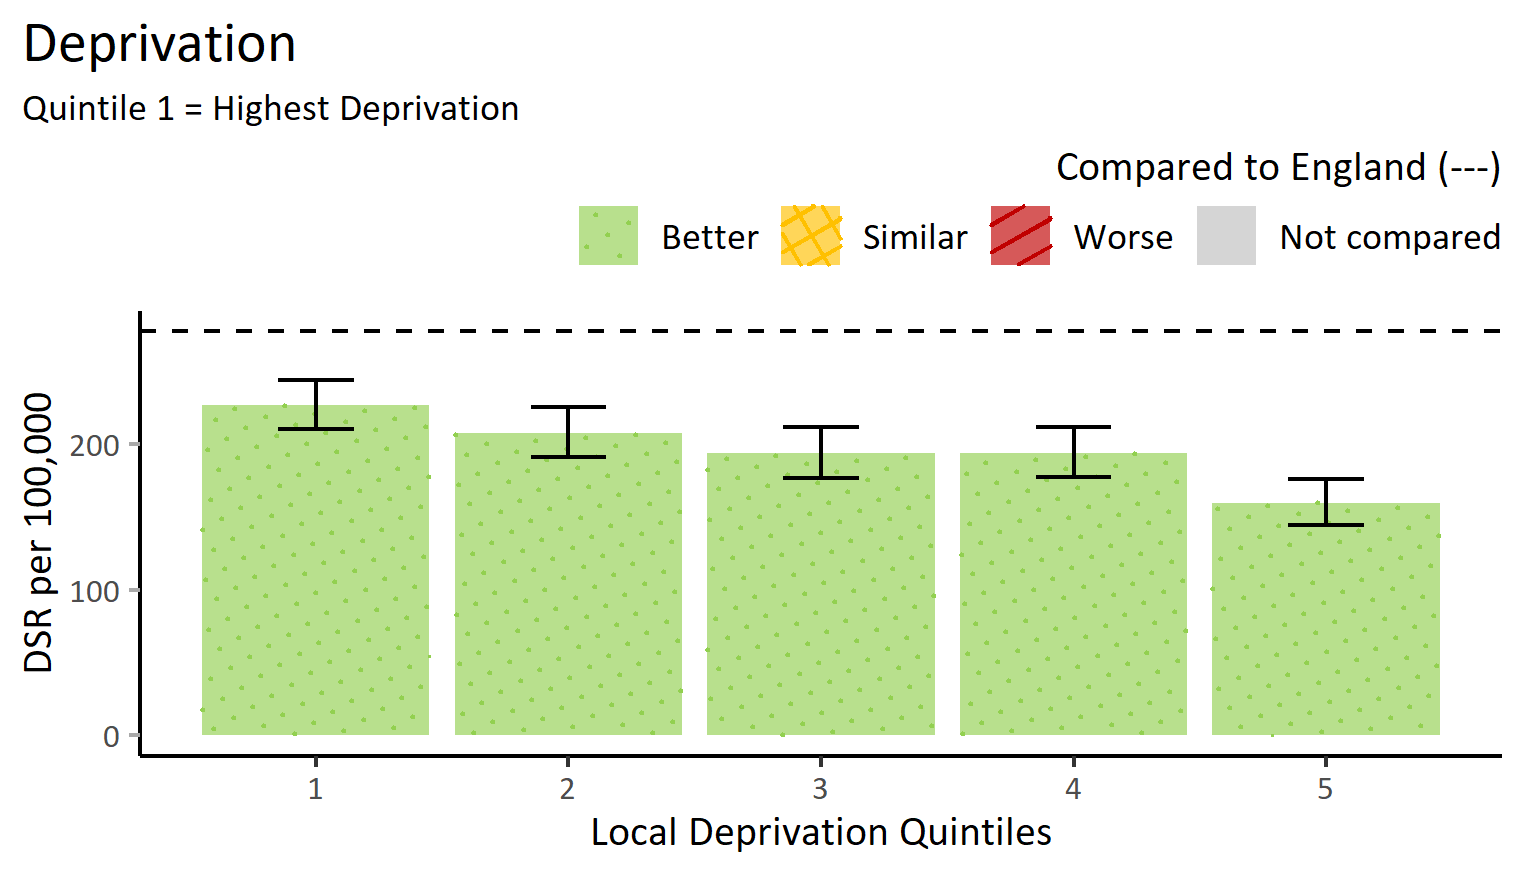 Deprivation
Quintile 1 = Highest Deprivation
Compared to England (---)
Better Similar Worse Not compared
DSR per 100,000
200
100
0
1 2 3 4 5
Local Deprivation Quintiles